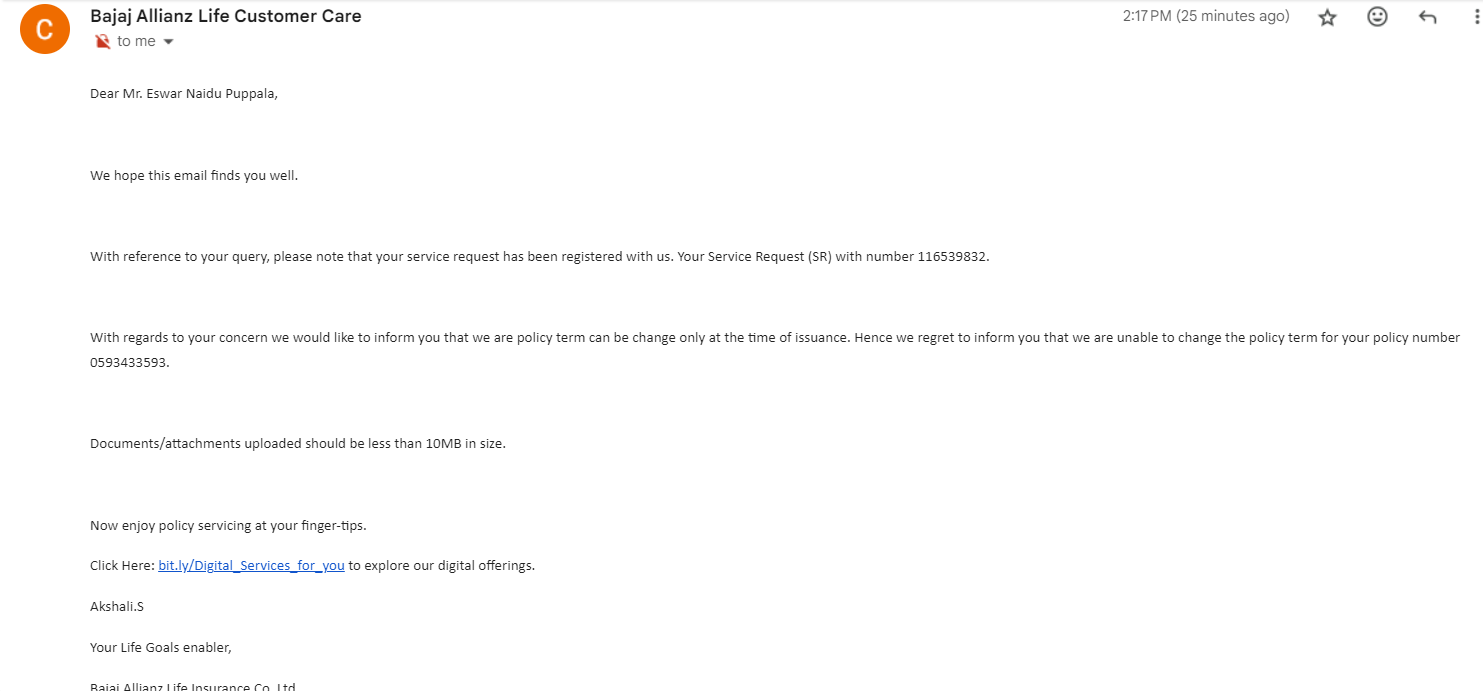 C
Bajaj Allianz Life Customer Care
2:17 PM (25 minutes ago)
to me
Dear Mr. Eswar Naidu Puppala,
We hope this email finds you well.
With reference to your query, please note that your service request has been registered with us. Your Service Request (SR) with number 116539832.
With regards to your concern we would like to inform you that we are policy term can be change only at the time of issuance. Hence we regret to inform you that we are unable to change the policy term for your policy number
0593433593.
Documents/attachments uploaded should be less than 10MB in size.
Now enjoy policy servicing at your finger-tips.
Click Here: bit.ly/Digital_Services_for_you to explore our digital offerings.
Akshali.S
Your Life Goals enabler,
Bajaj Allianz Life Insurance Co. Ltd